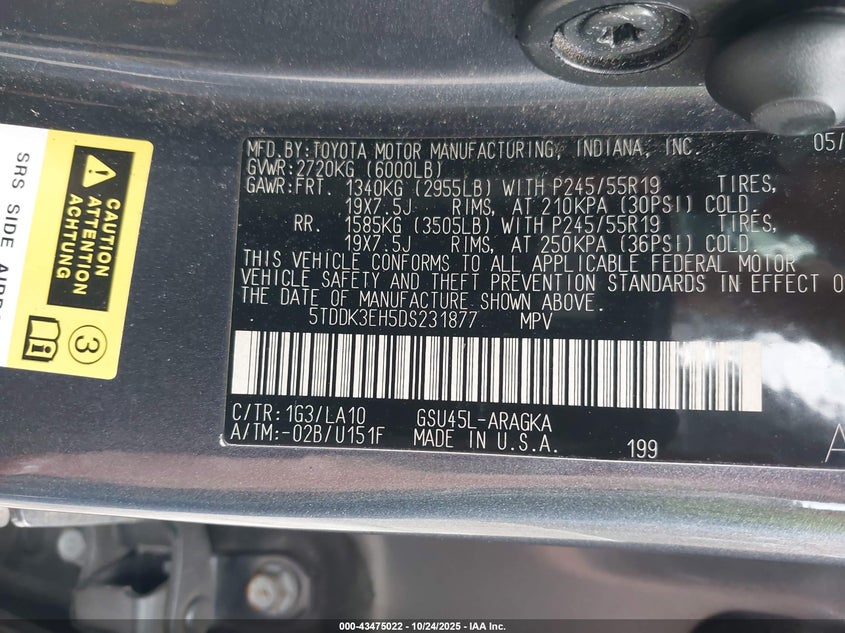 MFD.BY:TOYOTA MOTOR MANUFACTURING, INDIANA, INC. 05/
GVWR:2720KG (6000LB)
GAWR:FRT. 1340KG (2955LB) WITH P245/55R19 TIRES,
19X7.5J RIMS, AT 210KPA (30PSI) COLD.
RR. 1585KG (3505LB) WITH P245/55R19 TIRES,
19X7.5J RIMS, AT 250KPA (36PSI) COLD.
THIS VEHICLE CONFORMS TO ALL APPLICABLE FEDERAL MOTOR
VEHICLE SAFETY AND THEFT PREVENTION STANDARDS IN EFFECT O
THE DATE OF MANUFACTURE SHOWN ABOVE.
5TDDK3EH5DS231877 MPV
C/TR:1G3/LA10 GSU45L-ARAGKA
A/TM:-02B/U151F MADE IN U.S.A. 199
A
SRS SIDE AIRB
CAUTION
ATTENTION
ACHTUNG
3
000-43475022 - 10/24/2025 - IAA Inc.